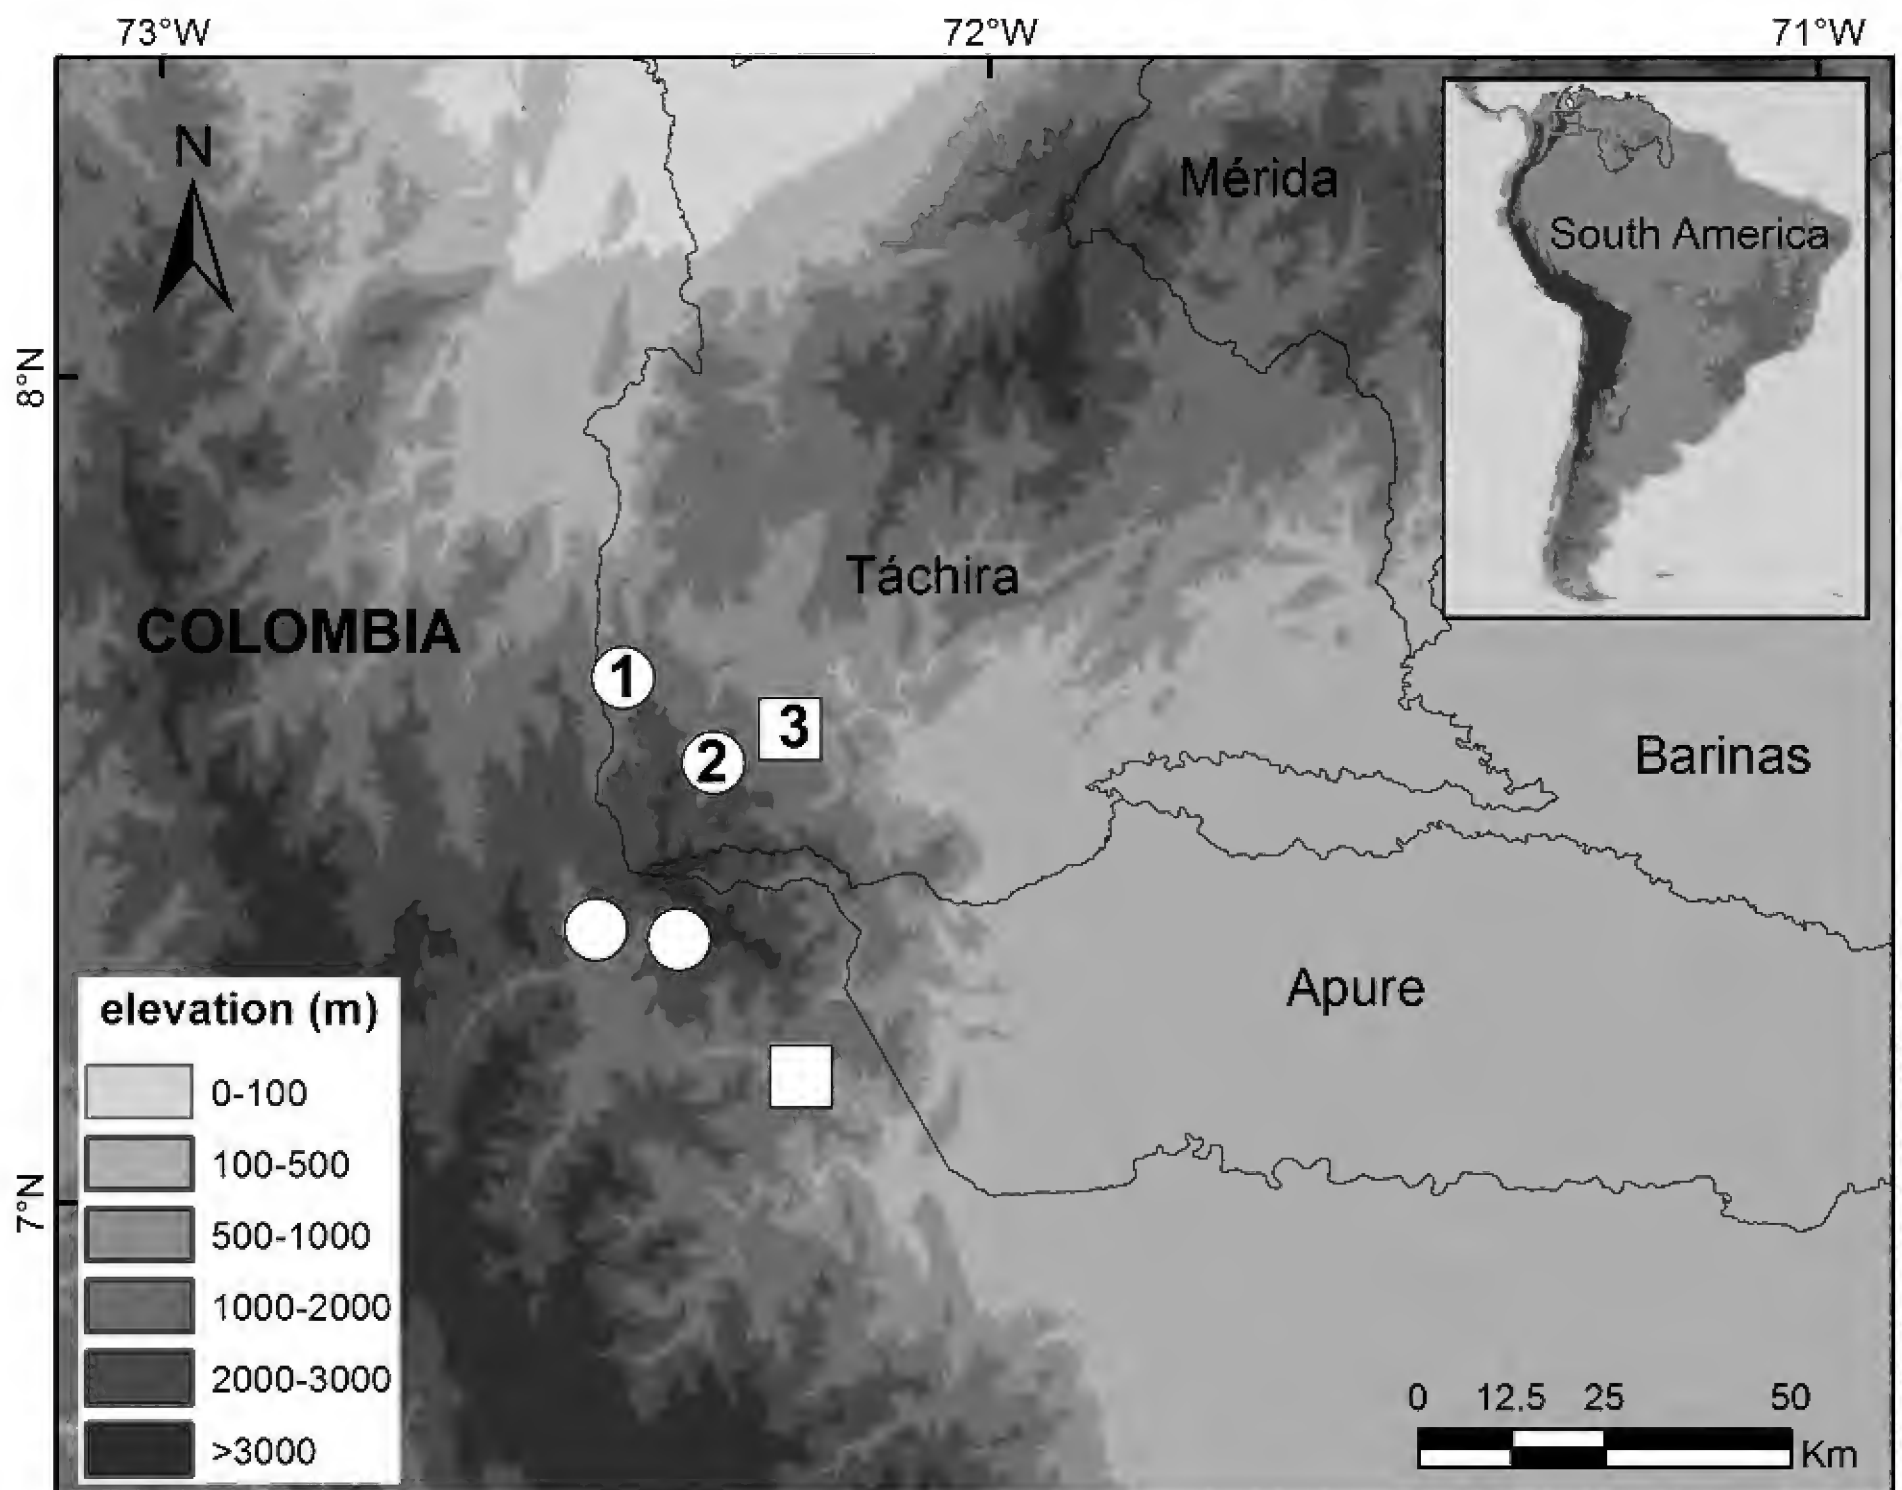 73°W
72°W
71°W
N
Mérida
South America
8°N
Táchira
COLOMBIA
1
3
2
Barinas
Apure
elevation (m)
0-100
100-500
7°N
500-1000
1000-2000
2000-3000
>3000
0 12.5 25 50
Km